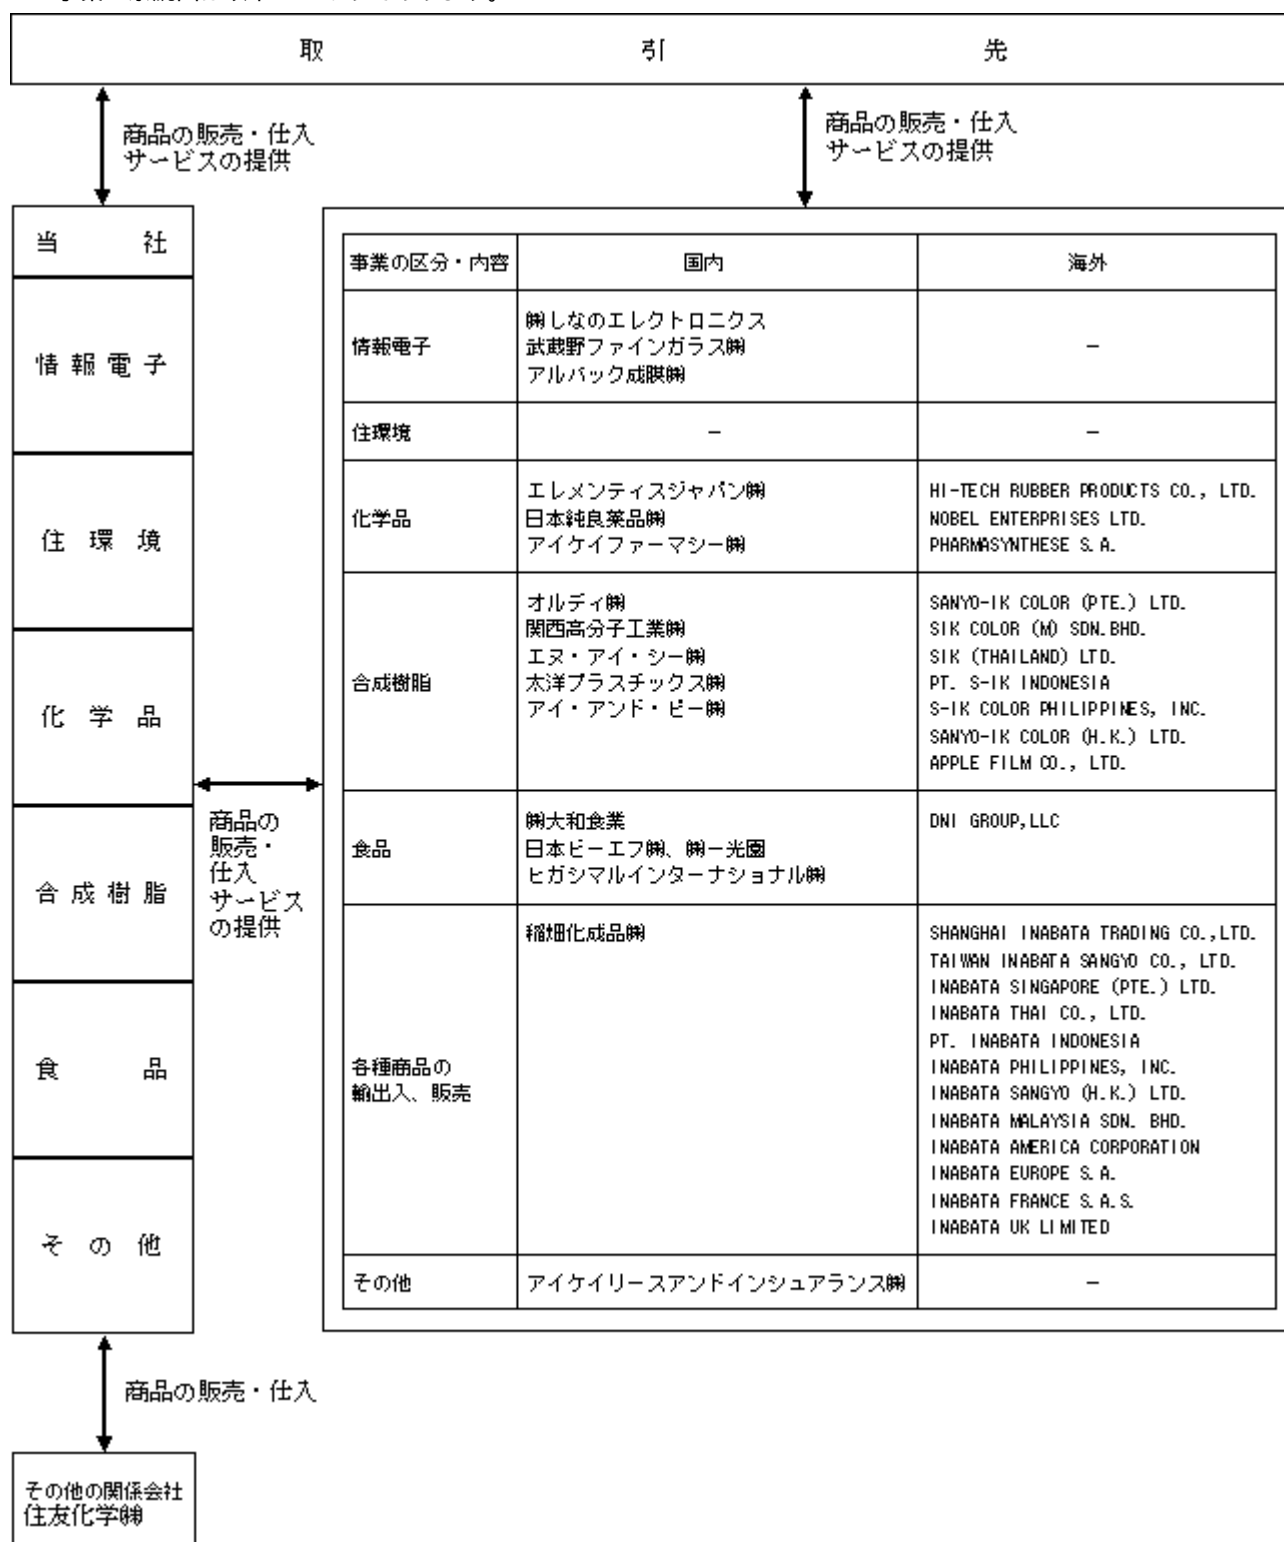 取引先
商品の販売・仕入
サービスの提供
商品の販売・仕入
サービスの提供
当社
情報電子
住環境
化学品
合成樹脂
食品
その他
商品の
販売・
仕入
サービス
の提供
事業の区分・内容 国内 海外
情報電子
㈱しなのエレクトロニクス
武蔵野ファインガラス㈱
アルバック成膜㈱
－
住環境 － －
化学品
エレメンティスジャパン㈱
日本純良薬品㈱
アイケイファーマシー㈱
HI-TECH RUBBER PRODUCTS CO., LTD.
NOBEL ENTERPRISES LTD.
PHARMASYNTHESE S.A.
合成樹脂
オルディ㈱
関西高分子工業㈱
エヌ・アイ・シー㈱
太洋プラスチックス㈱
アイ・アンド・ピー㈱
SANYO-IK COLOR (PTE.) LTD.
SIK COLOR (M) SDN.BHD.
SIK (THAILAND) LTD.
PT. S-IK INDONESIA
S-IK COLOR PHILIPPINES, INC.
SANYO-IK COLOR (H.K.) LTD.
APPLE FILM CO., LTD.
食品
㈱大和食業
日本ピーエフ㈱、㈱一光園
ヒガシマルインターナショナル㈱
DNI GROUP,LLC
各種商品の
輸出入、販売
稲畑化成品㈱
SHANGHAI INABATA TRADING CO.,LTD.
TAIWAN INABATA SANGYO CO., LTD.
INABATA SINGAPORE (PTE.) LTD.
INABATA THAI CO., LTD.
PT. INABATA INDONESIA
INABATA PHILIPPINES, INC.
INABATA SANGYO (H.K.) LTD.
INABATA MALAYSIA SDN. BHD.
INABATA AMERICA CORPORATION
INABATA EUROPE S.A.
INABATA FRANCE S.A.S.
INABATA UK LIMITED
その他 アイケイリースアンドインシュアランス㈱ －
商品の販売・仕入
その他の関係会社
住友化学㈱